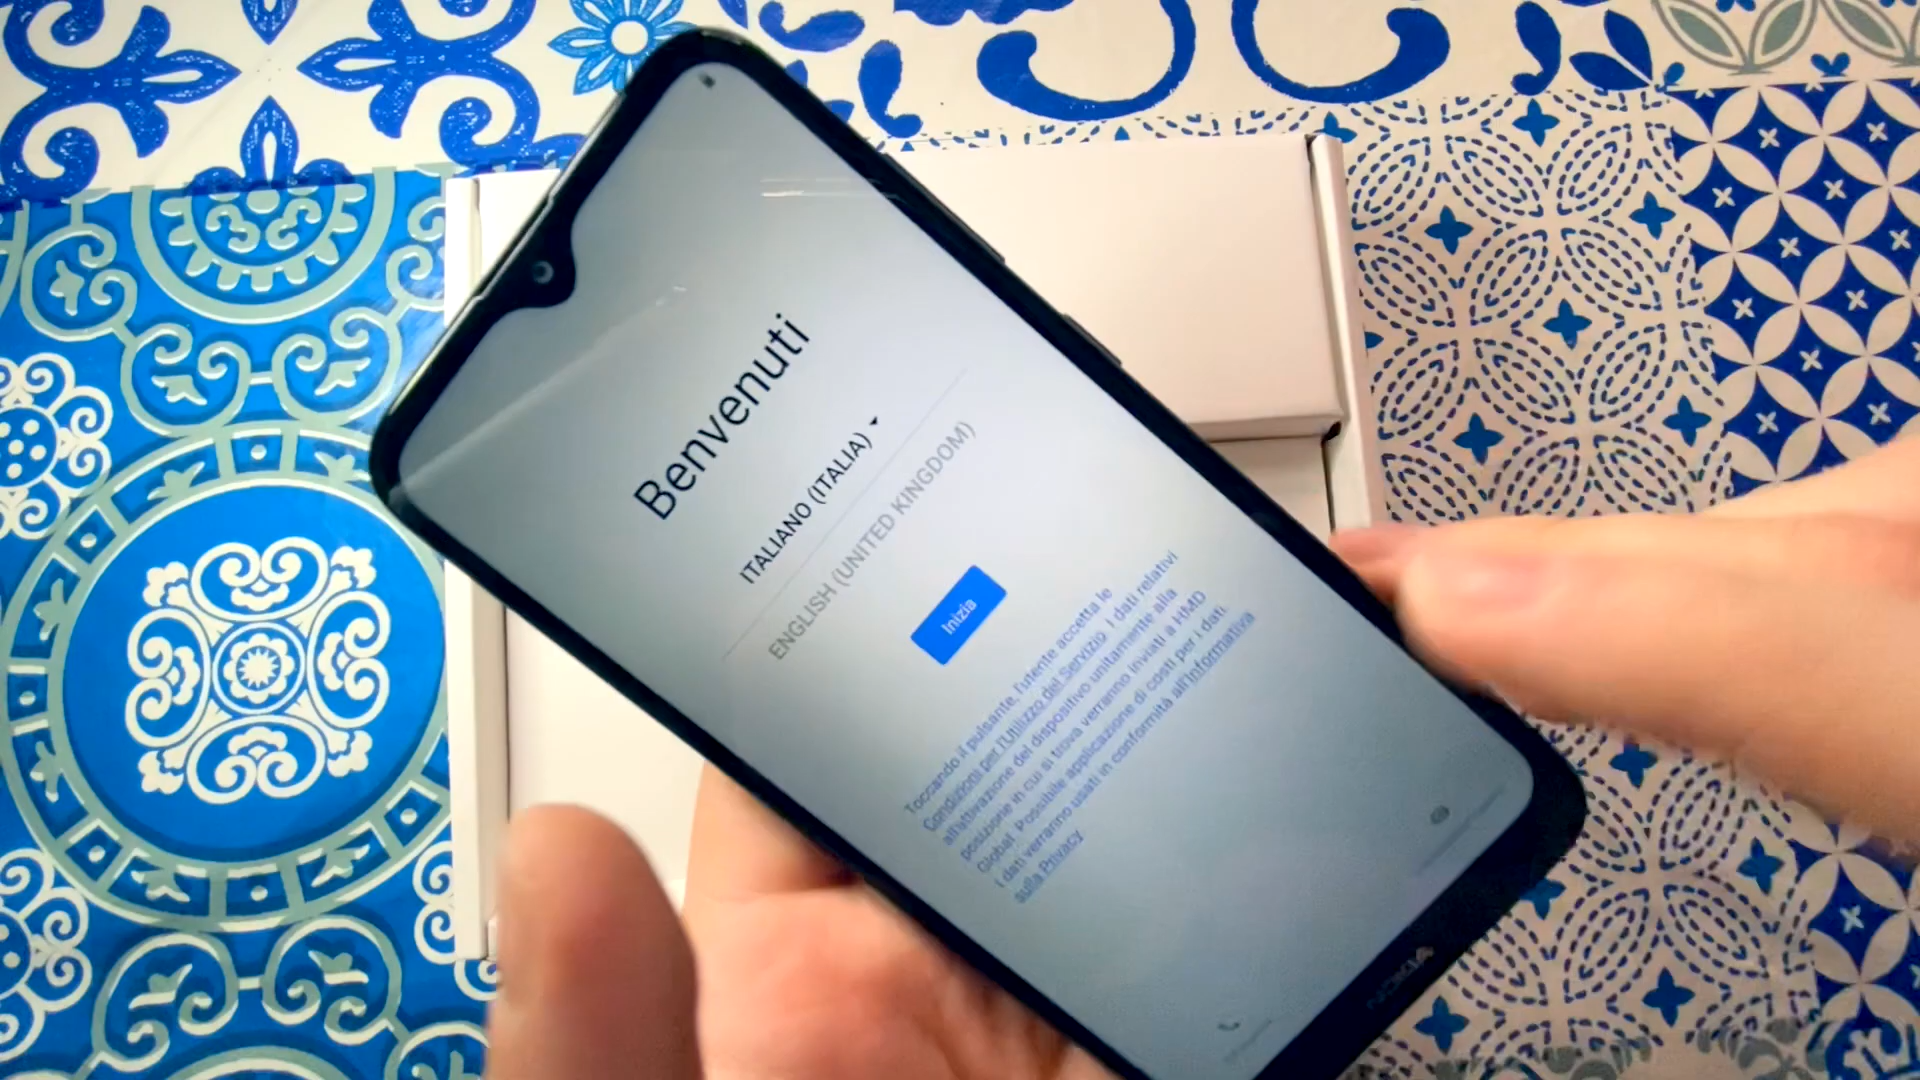 Benvenuti
ITALIANO (ITALIA)
ENGLISH (UNITED KINGDOM)
Inizia
Toccando il pulsante, l'utente accetta le
Condizioni per l'Utilizzo del Servizio. I dati relativi
all'attivazione del dispositivo unitamente alla
posizione in cui si trova verranno inviati a HMD
Global. Possibile applicazione di costi per i dati.
I dati verranno usati in conformità all'Informativa
sulla Privacy
NOKIA